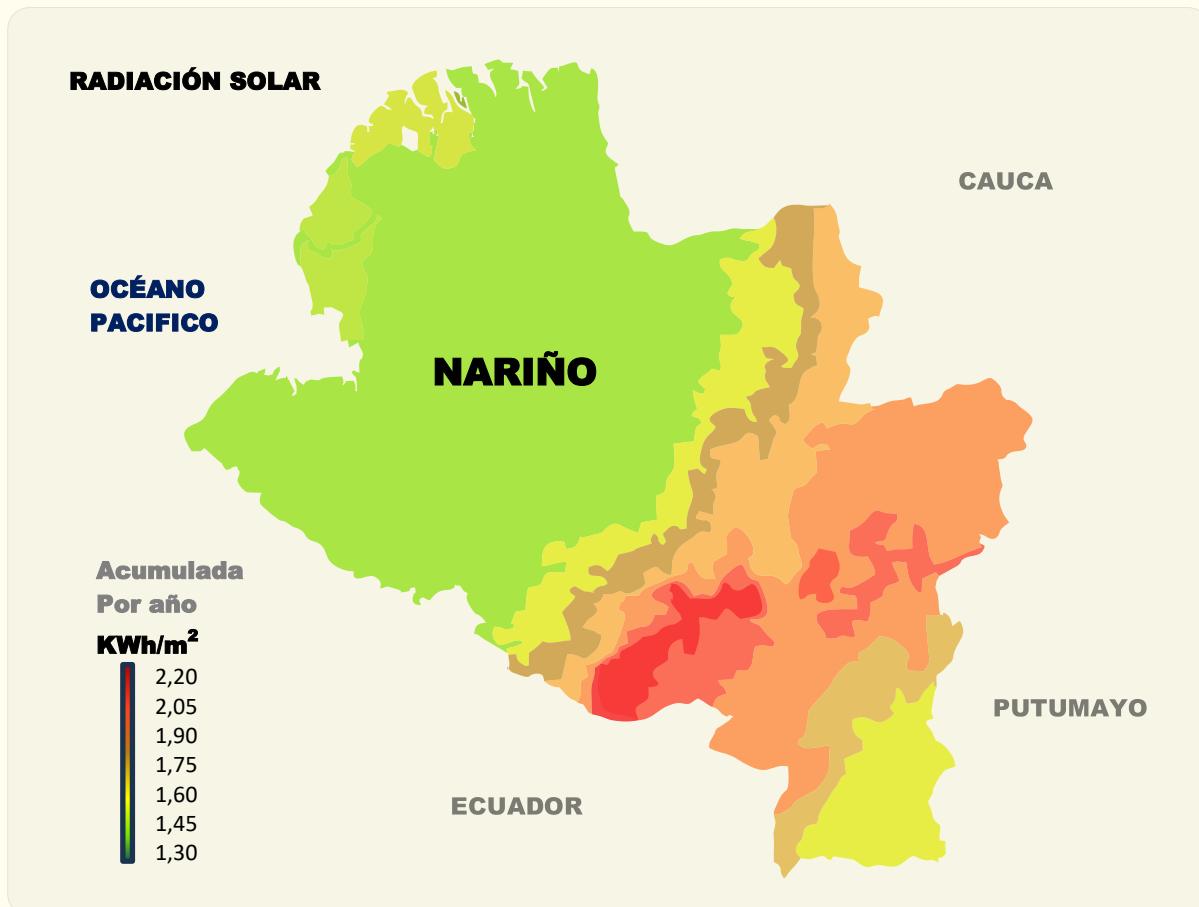 RADIACIÓN SOLAR
CAUCA
OCÉANO
PACIFICO
NARIÑO
Acumulada
Por año
KWh/m²
2,20
2,05
1,90
1,75
1,60
1,45
1,30
PUTUMAYO
ECUADOR